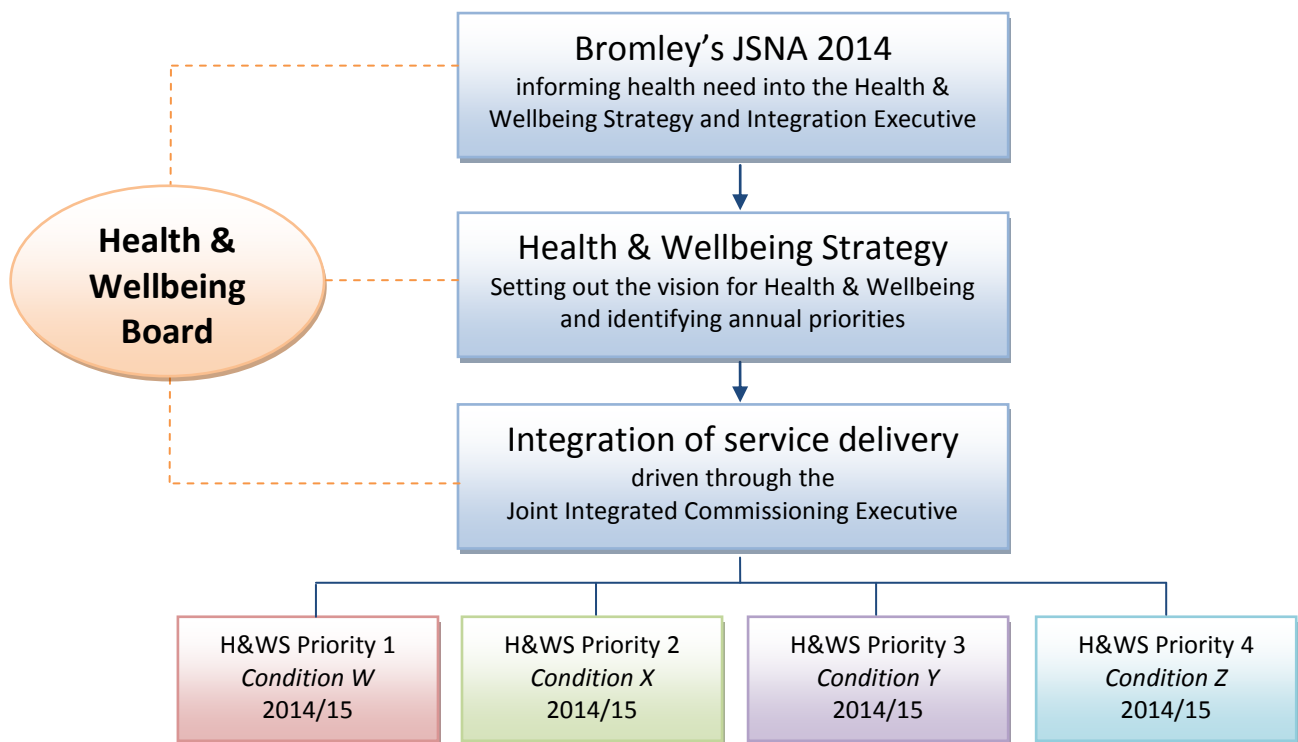 Bromley's JSNA 2014
informing health need into the Health &
Wellbeing Strategy and Integration Executive
Health &
Wellbeing
Board
Health & Wellbeing Strategy
Setting out the vision for Health & Wellbeing
and identifying annual priorities
Integration of service delivery
driven through the
Joint Integrated Commissioning Executive
H&WS Priority 1
Condition W
2014/15
H&WS Priority 2
Condition X
2014/15
H&WS Priority 3
Condition Y
2014/15
H&WS Priority 4
Condition Z
2014/15